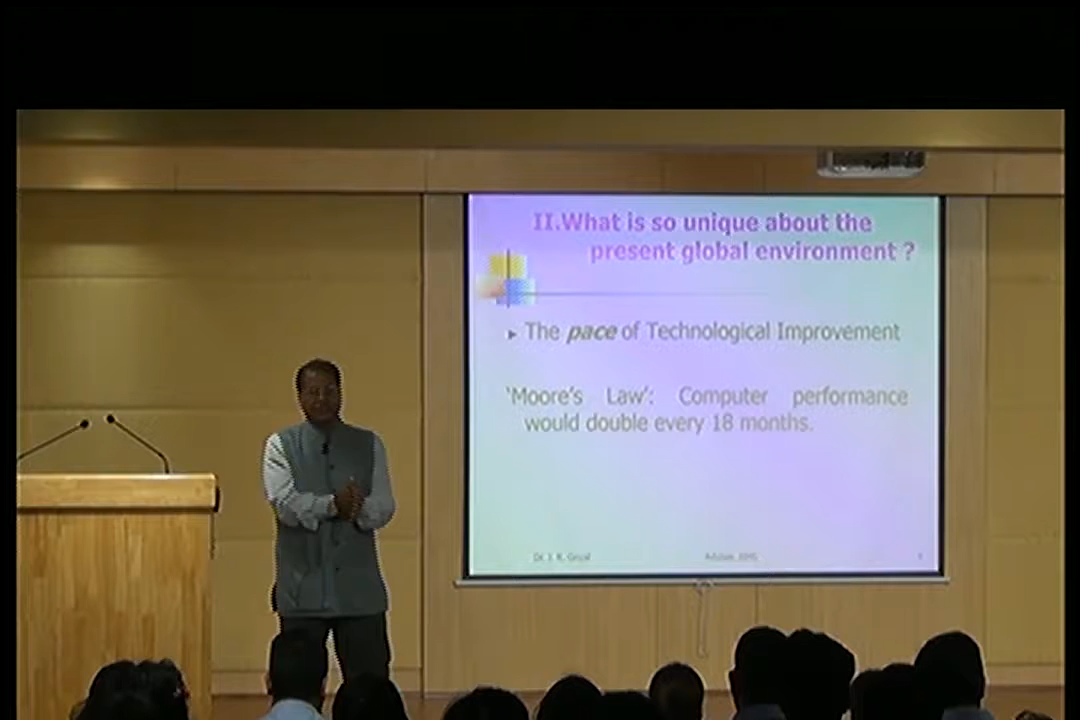 II.What is so unique about the
present global environment ?
▸ The pace of Technological Improvement
‘Moore’s Law’: Computer performance
would double every 18 months.